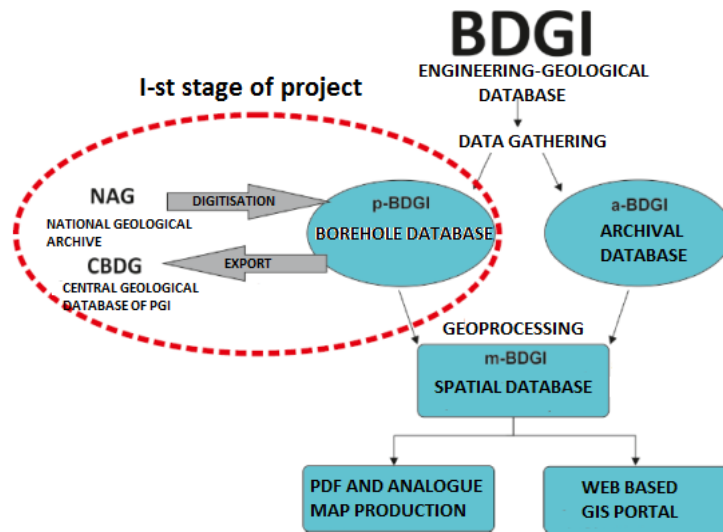 BDGI
ENGINEERING-GEOLOGICAL
DATABASE
I-st stage of project
DATA GATHERING
NAG
NATIONAL GEOLOGICAL
ARCHIVE
DIGITISATION
p-BDGI
BOREHOLE DATABASE
a-BDGI
ARCHIVAL
DATABASE
CBDG
CENTRAL GEOLOGICAL
DATABASE OF PGI
EXPORT
GEOPROCESSING
m-BDGI
SPATIAL DATABASE
PDF AND ANALOGUE
MAP PRODUCTION
WEB BASED
GIS PORTAL